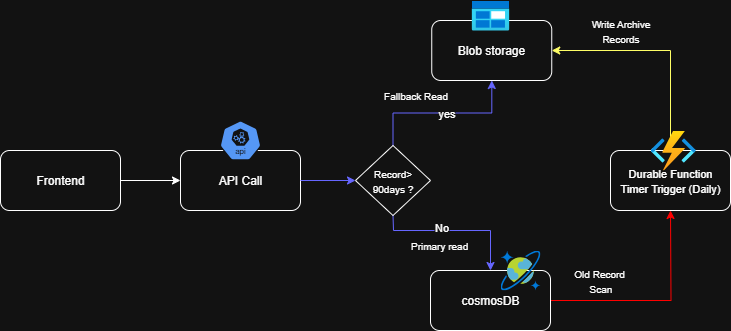 Write Archive
Records
Blob storage
Fallback Read
yes
api
Frontend
API Call
Record>
90days ?
Durable Function
Timer Trigger (Daily)
No
Primary read
cosmosDB
Old Record
Scan